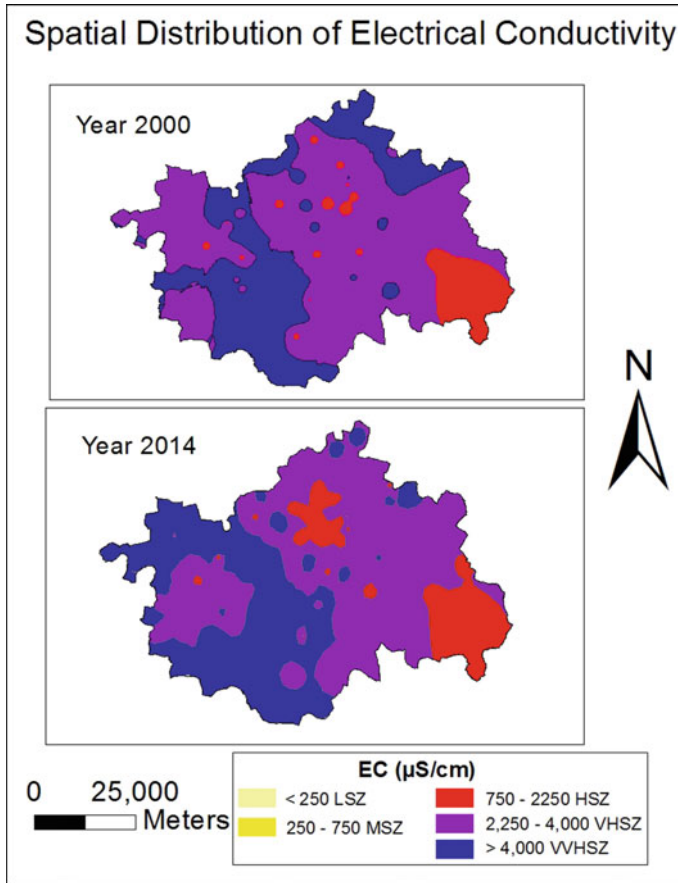 Spatial Distribution of Electrical Conductivity
Year 2000
N
Year 2014
0 25,000
Meters
EC (µS/cm)
< 250 LSZ
250 - 750 MSZ
750 - 2250 HSZ
2,250 - 4,000 VHSZ
> 4,000 VVHSZ